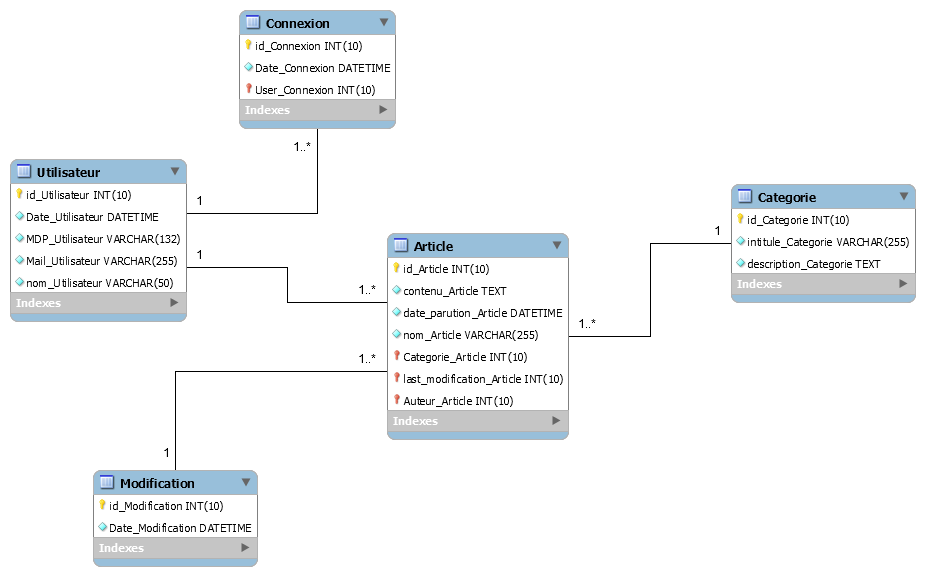 Connexion
id_Connexion INT(10)
Date_Connexion DATETIME
User_Connexion INT(10)
Indexes
1..*
Utilisateur
id_Utilisateur INT(10)
Date_Utilisateur DATETIME
MDP_Utilisateur VARCHAR(132)
Mail_Utilisateur VARCHAR(255)
nom_Utilisateur VARCHAR(50)
Indexes
1
1
1..*
Article
id_Article INT(10)
contenu_Article TEXT
date_parution_Article DATETIME
nom_Article VARCHAR(255)
Categorie_Article INT(10)
last_modification_Article INT(10)
Auteur_Article INT(10)
Indexes
1..*
1..*
1
Categorie
id_Categorie INT(10)
intitule_Categorie VARCHAR(255)
description_Categorie TEXT
Indexes
1
Modification
id_Modification INT(10)
Date_Modification DATETIME
Indexes